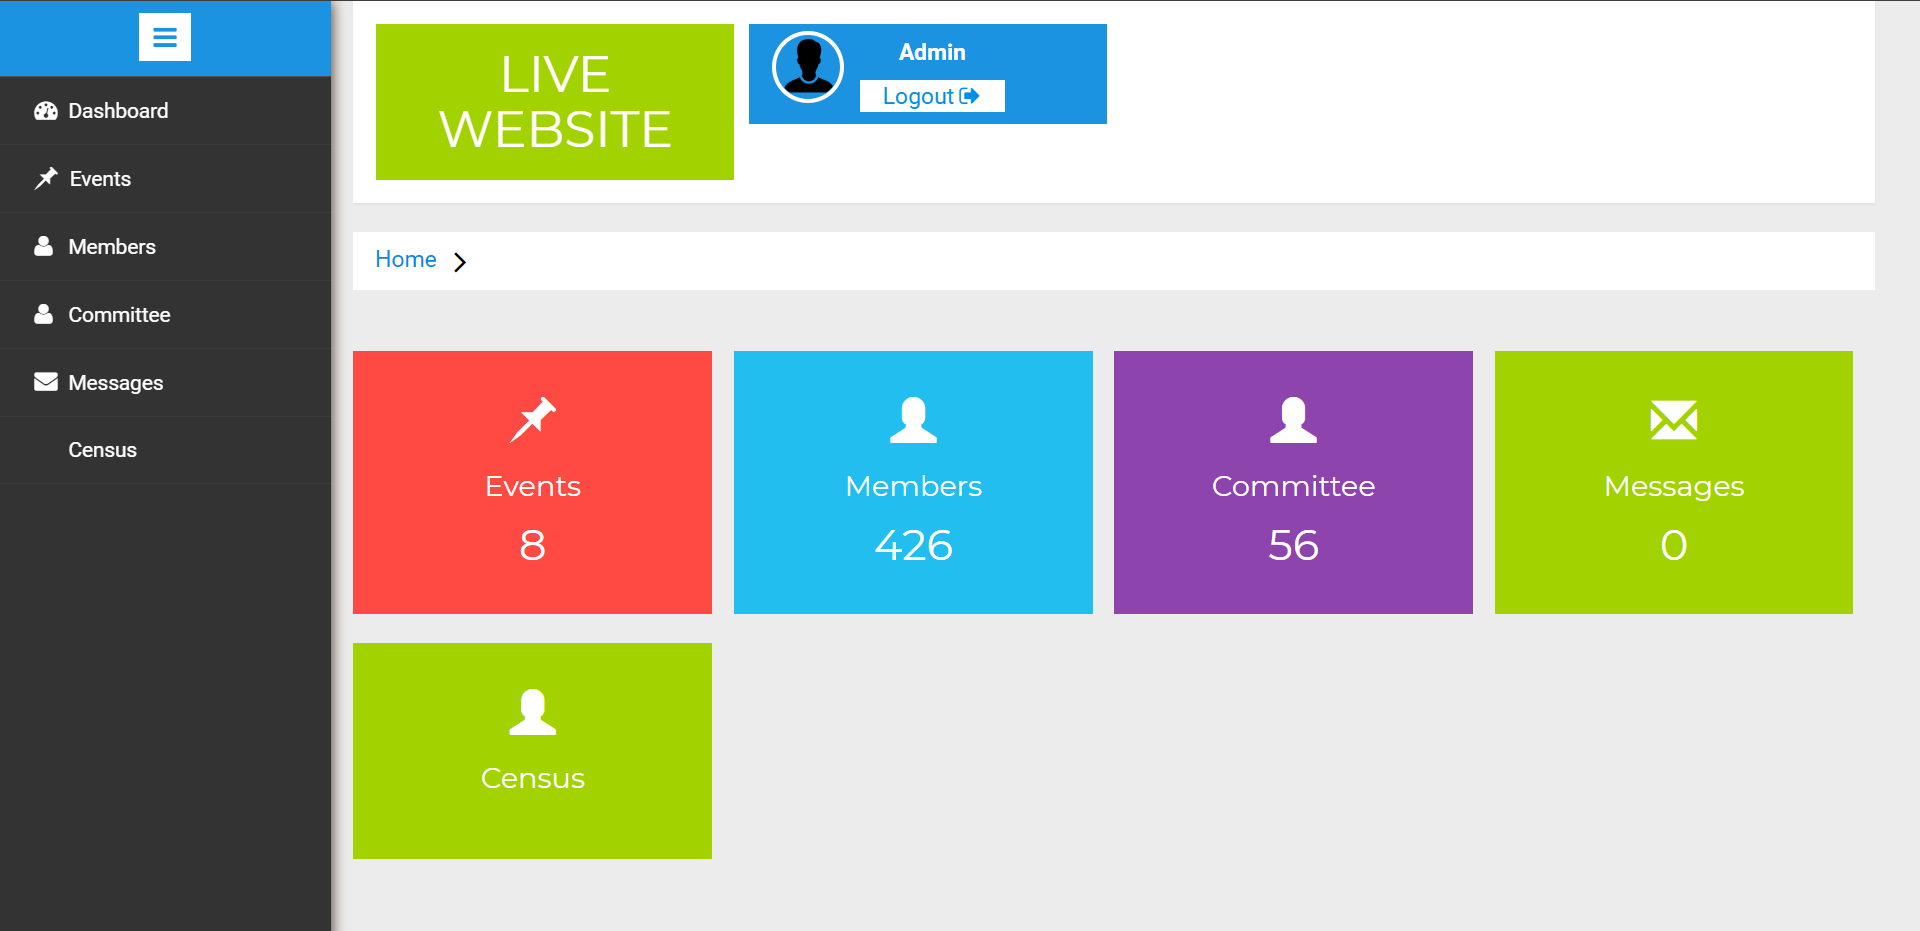 Dashboard
Events
Members
Committee
Messages
Census
LIVE
WEBSITE
Admin
Logout
Home
Events
8
Members
426
Committee
56
Messages
0
Census